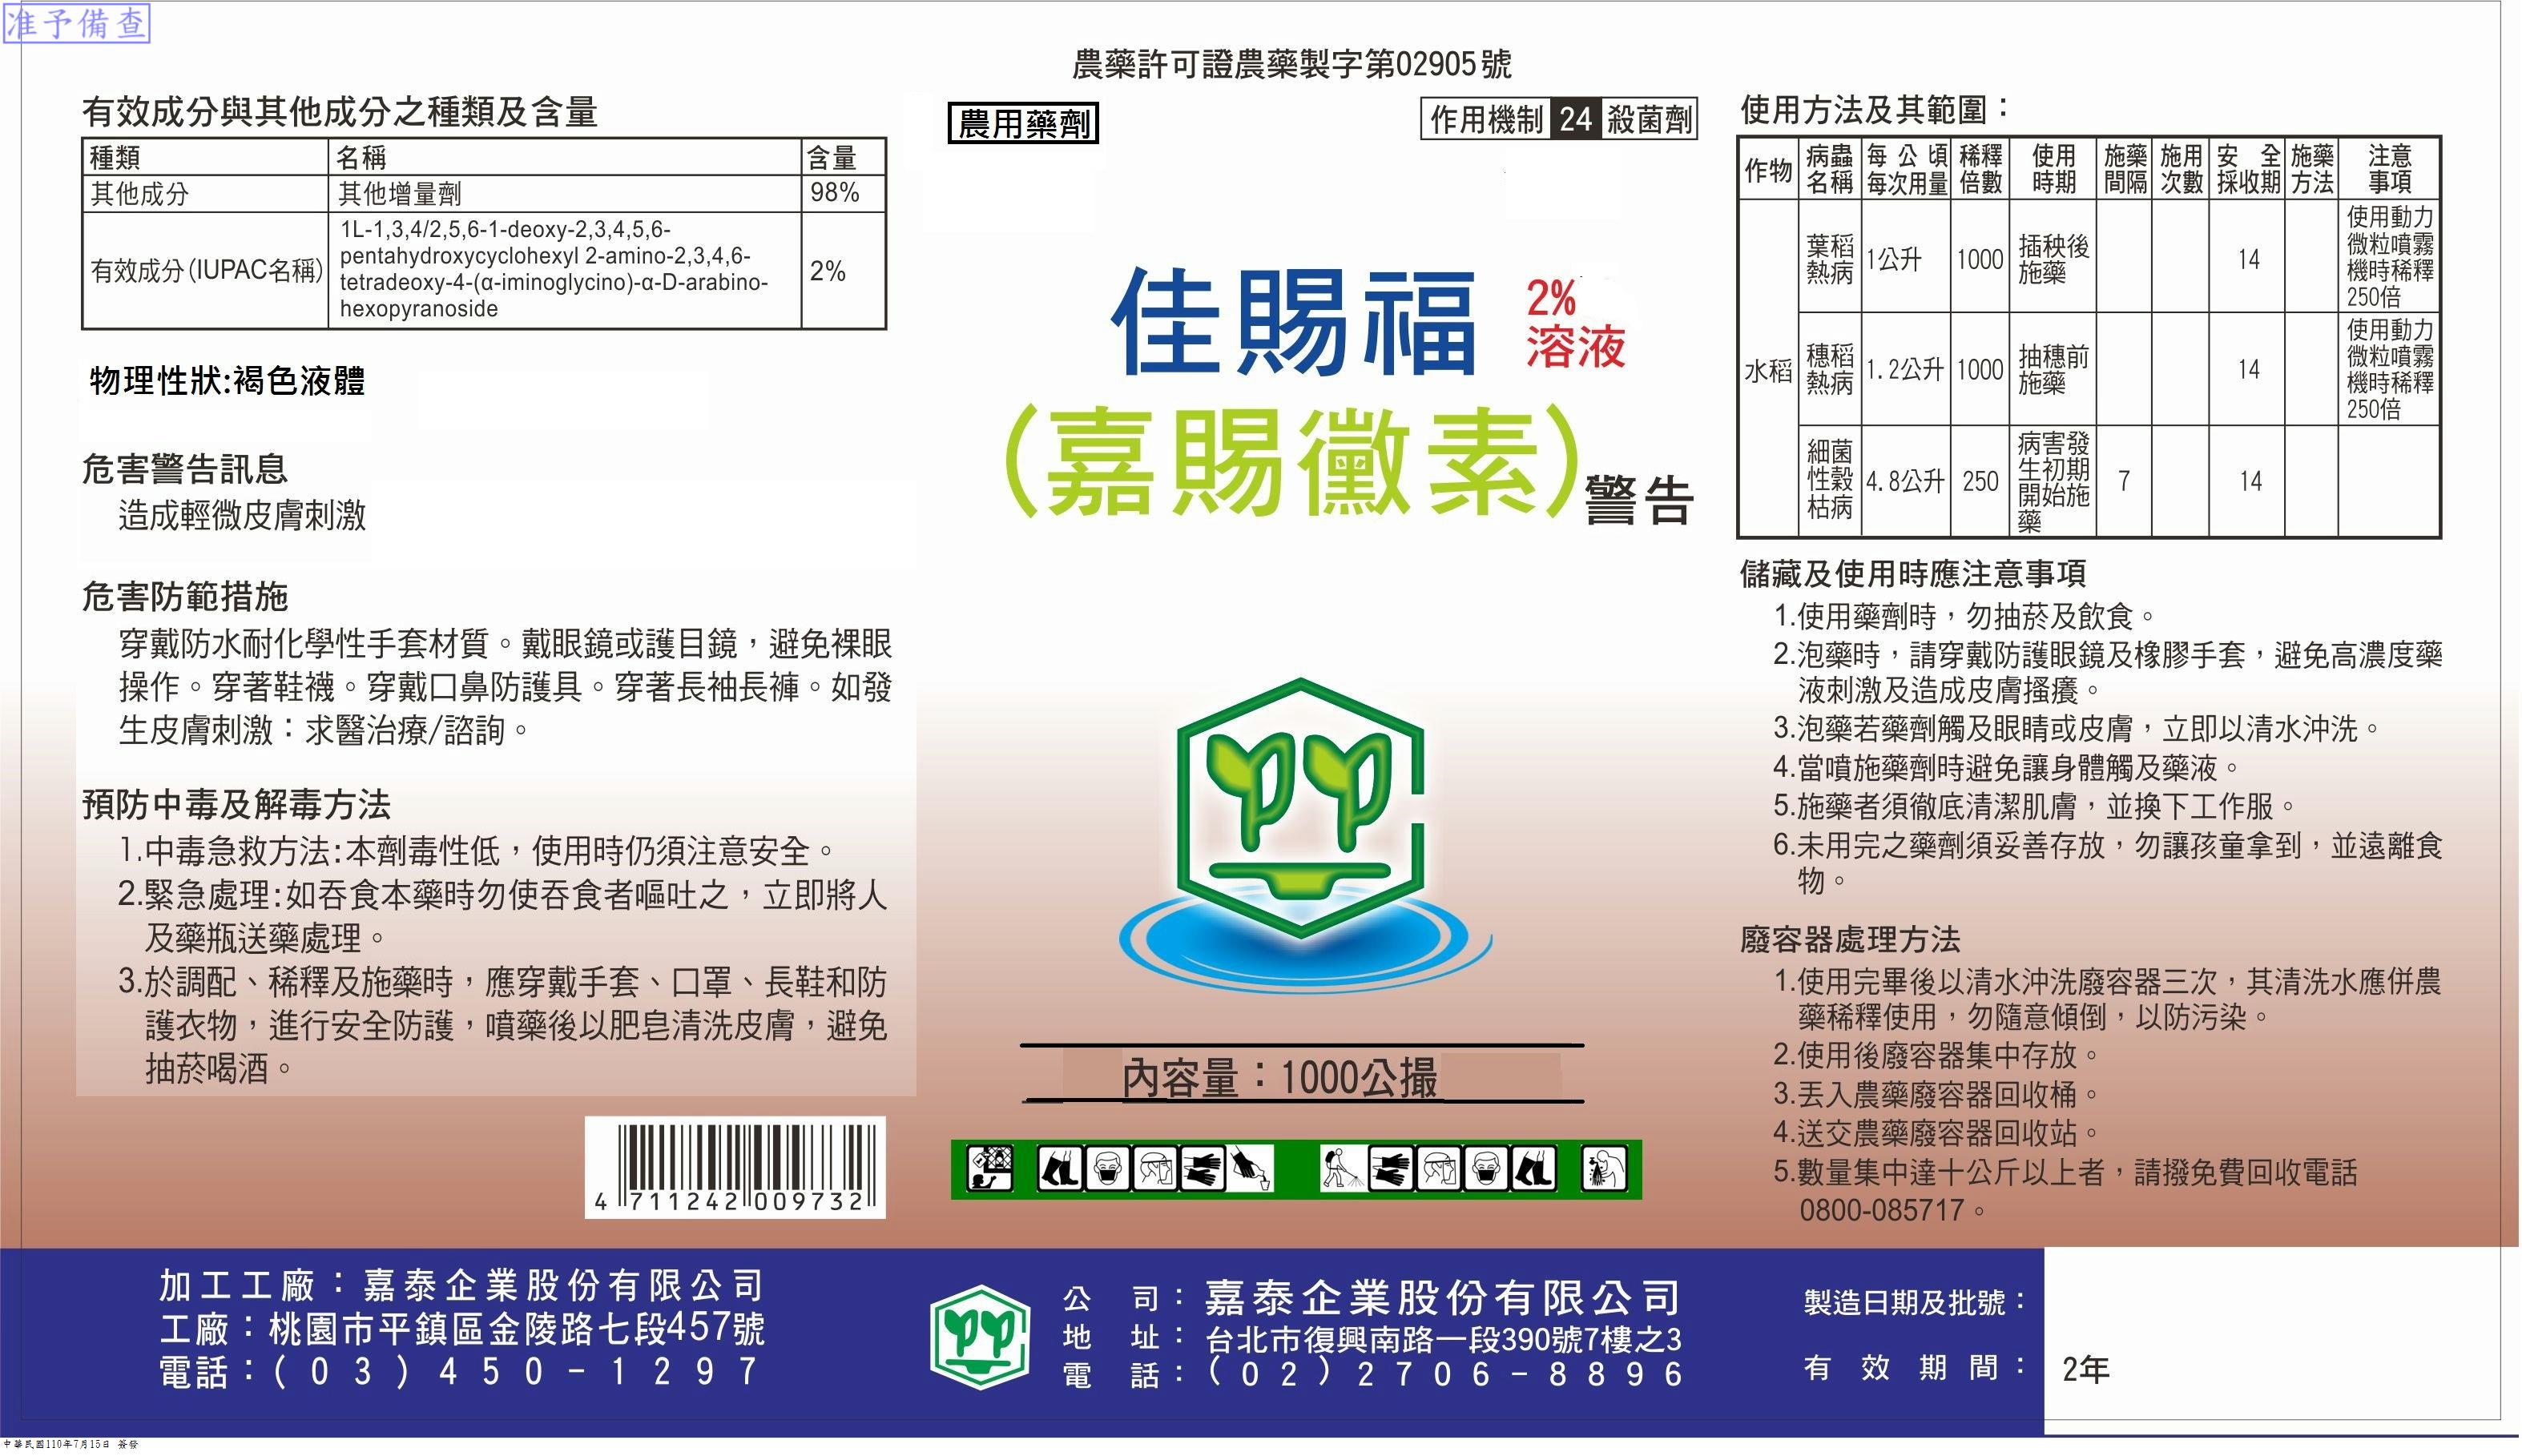 准予備查
農藥許可證農藥製字第02905號
有效成分與其他成分之種類及含量
種類 名稱 含量
其他成分 其他增量劑 98%
有效成分(IUPAC名稱) 1L-1,3,4/2,5,6-1-deoxy-2,3,4,5,6-
pentahydroxycyclohexyl 2-amino-2,3,4,6-
tetradeoxy-4-(α-iminoglycino)-α-D-arabino-
hexopyranoside
2%
物理性狀:褐色液體
危害警告訊息
造成輕微皮膚刺激
危害防範措施
穿戴防水耐化學性手套材質。戴眼鏡或護目鏡，避免裸眼
操作。穿著鞋襪。穿戴口鼻防護具。穿著長袖長褲。如發
生皮膚刺激：求醫治療/諮詢。
預防中毒及解毒方法
1.中毒急救方法:本劑毒性低，使用時仍須注意安全。
2.緊急處理:如吞食本藥時勿使吞食者嘔吐之，立即將人
及藥瓶送藥處理。
3.於調配、稀釋及施藥時，應穿戴手套、口罩、長鞋和防
護衣物，進行安全防護，噴藥後以肥皂清洗皮膚，避免
抽菸喝酒。
4 711242 009732
農用藥劑
作用機制 24 殺菌劑
佳賜福
2%
溶液
(嘉賜黴素)
警告
內容量：1000公撮
使用方法及其範圍：
作物 病蟲名稱 每公頃每次用量 稀釋倍數 使用時期 施藥間隔 施用次數 安全採收期 施藥方法 注意事項
水稻 葉稻熱病 1公升 1000 插秧後施藥 14 使用動力微粒噴霧機時稀釋250倍
穗稻熱病 1.2公升 1000 抽穗前施藥 14 使用動力微粒噴霧機時稀釋250倍
細菌性穀枯病 4.8公升 250 病害發生初期開始施藥 7 14
儲藏及使用時應注意事項
1.使用藥劑時，勿抽菸及飲食。
2.泡藥時，請穿戴防護眼鏡及橡膠手套，避免高濃度藥
液刺激及造成皮膚搔癢。
3.泡藥若藥劑觸及眼睛或皮膚，立即以清水沖洗。
4.當噴施藥劑時避免讓身體觸及藥液。
5.施藥者須徹底清潔肌膚，並換下工作服。
6.未用完之藥劑須妥善存放，勿讓孩童拿到，並遠離食
物。
廢容器處理方法
1.使用完畢後以清水沖洗廢容器三次，其清洗水應併農
藥稀釋使用，勿隨意傾倒，以防污染。
2.使用後廢容器集中存放。
3.丟入農藥廢容器回收桶。
4.送交農藥廢容器回收站。
5.數量集中達十公斤以上者，請撥免費回收電話
0800-085717。
加工工廠：嘉泰企業股份有限公司
工廠：桃園市平鎮區金陵路七段457號
電話：(03)450-1297
公司：嘉泰企業股份有限公司
地址：台北市復興南路一段390號7樓之3
電話：(02)2706-8896
製造日期及批號：
有效期間： 2年
中華民國110年7月15日 簽發